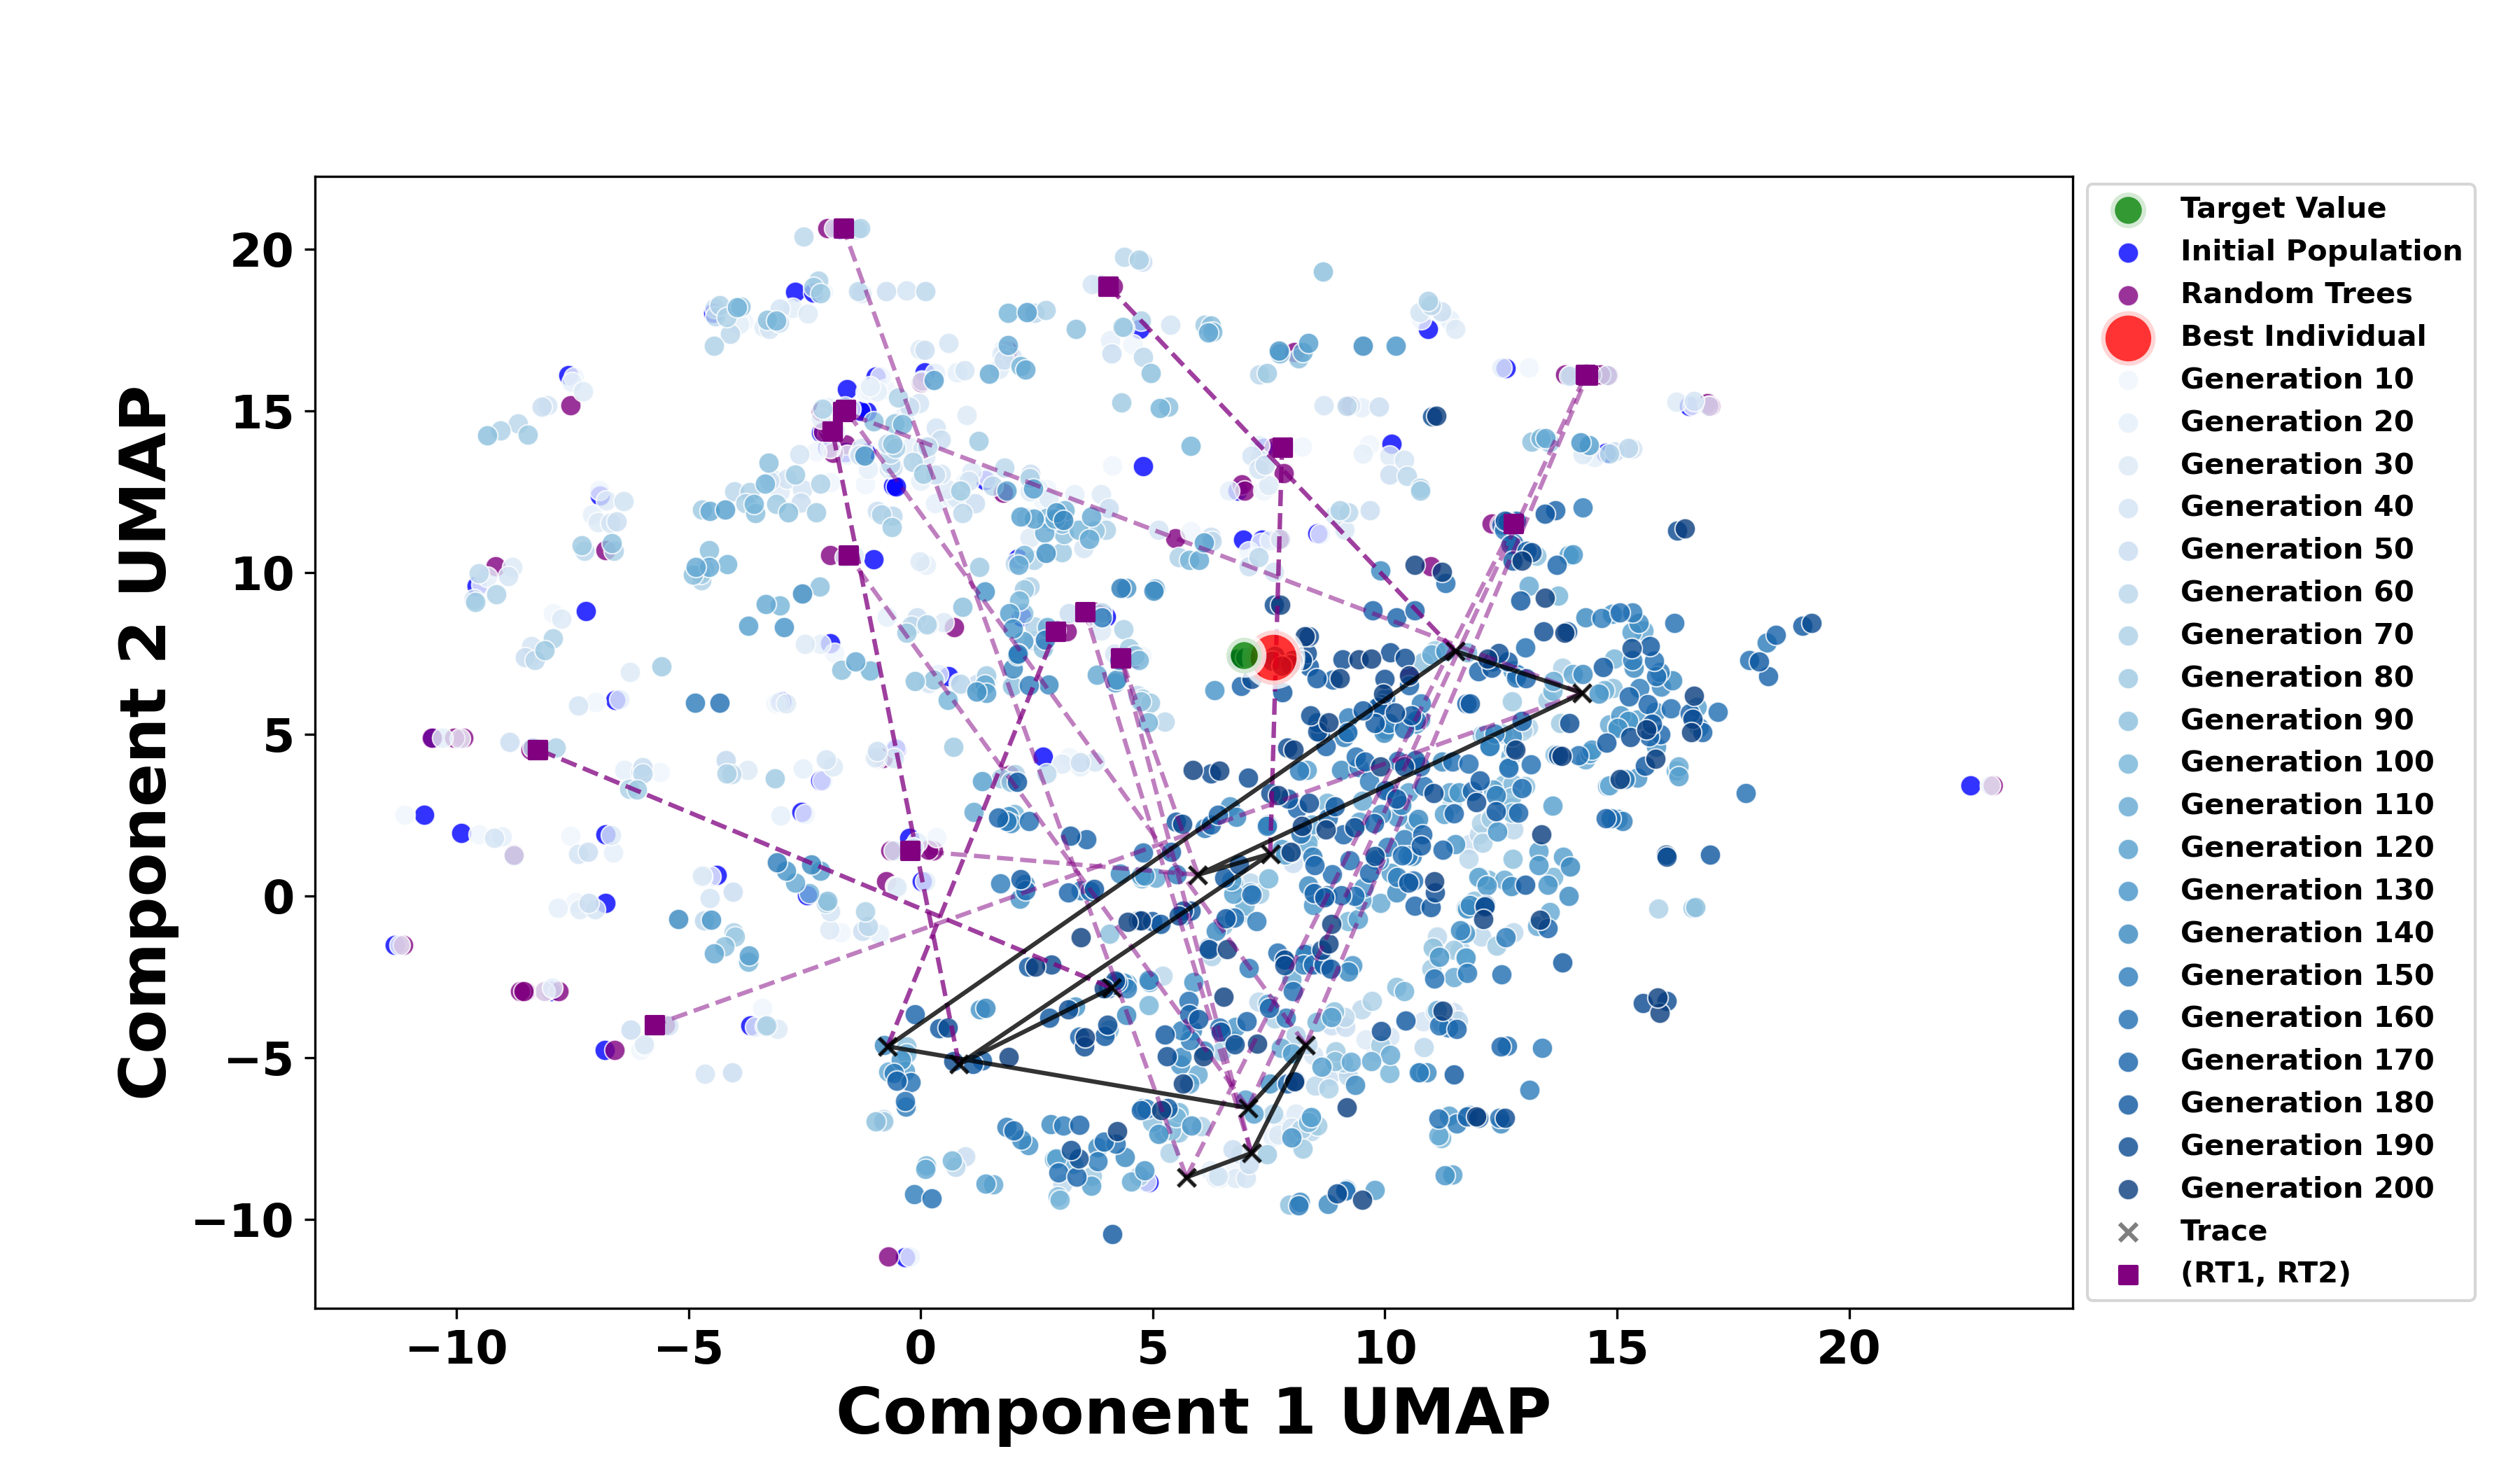 20
15
10
5
0
−5
−10
Component 2 UMAP
−10
−5
0
5
10
15
20
Component 1 UMAP
Target Value
Initial Population
Random Trees
Best Individual
Generation 10
Generation 20
Generation 30
Generation 40
Generation 50
Generation 60
Generation 70
Generation 80
Generation 90
Generation 100
Generation 110
Generation 120
Generation 130
Generation 140
Generation 150
Generation 160
Generation 170
Generation 180
Generation 190
Generation 200
Trace
(RT1, RT2)